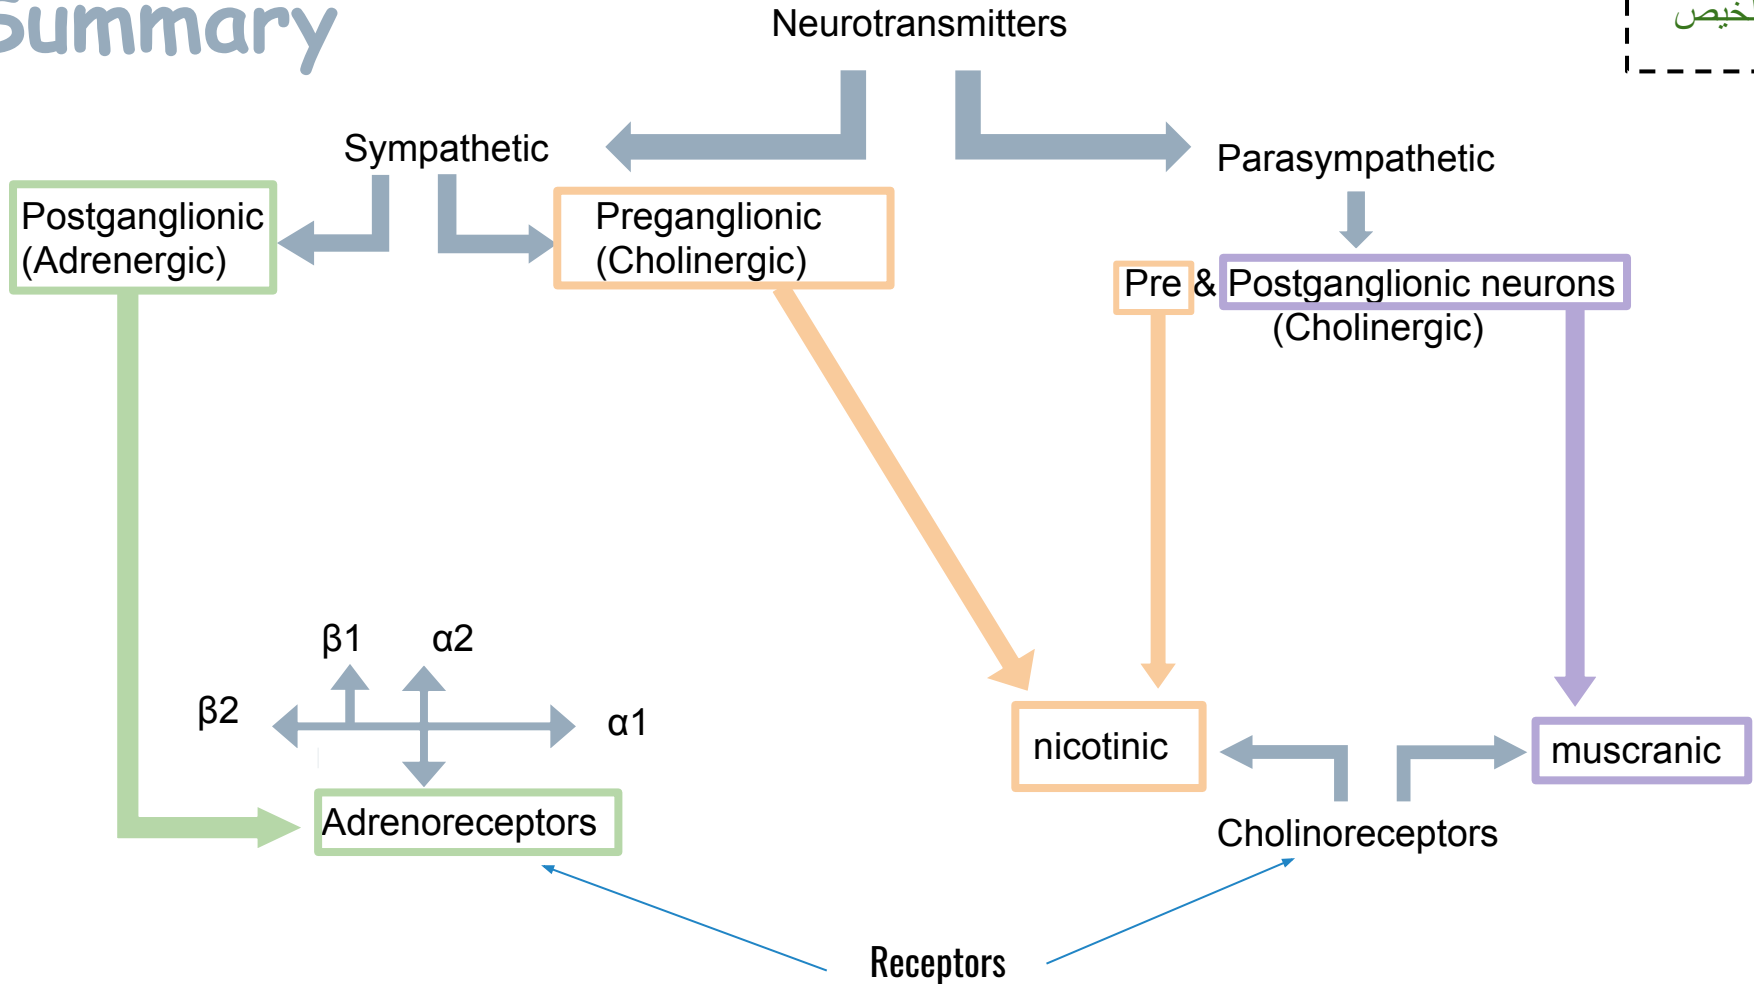 Summary
Neurotransmitters
Sympathetic
Parasympathetic
Postganglionic
(Adrenergic)
Preganglionic
(Cholinergic)
Pre & Postganglionic neurons
(Cholinergic)
β1
α2
β2
α1
nicotinic
muscranic
Adrenoreceptors
Cholinoreceptors
Receptors